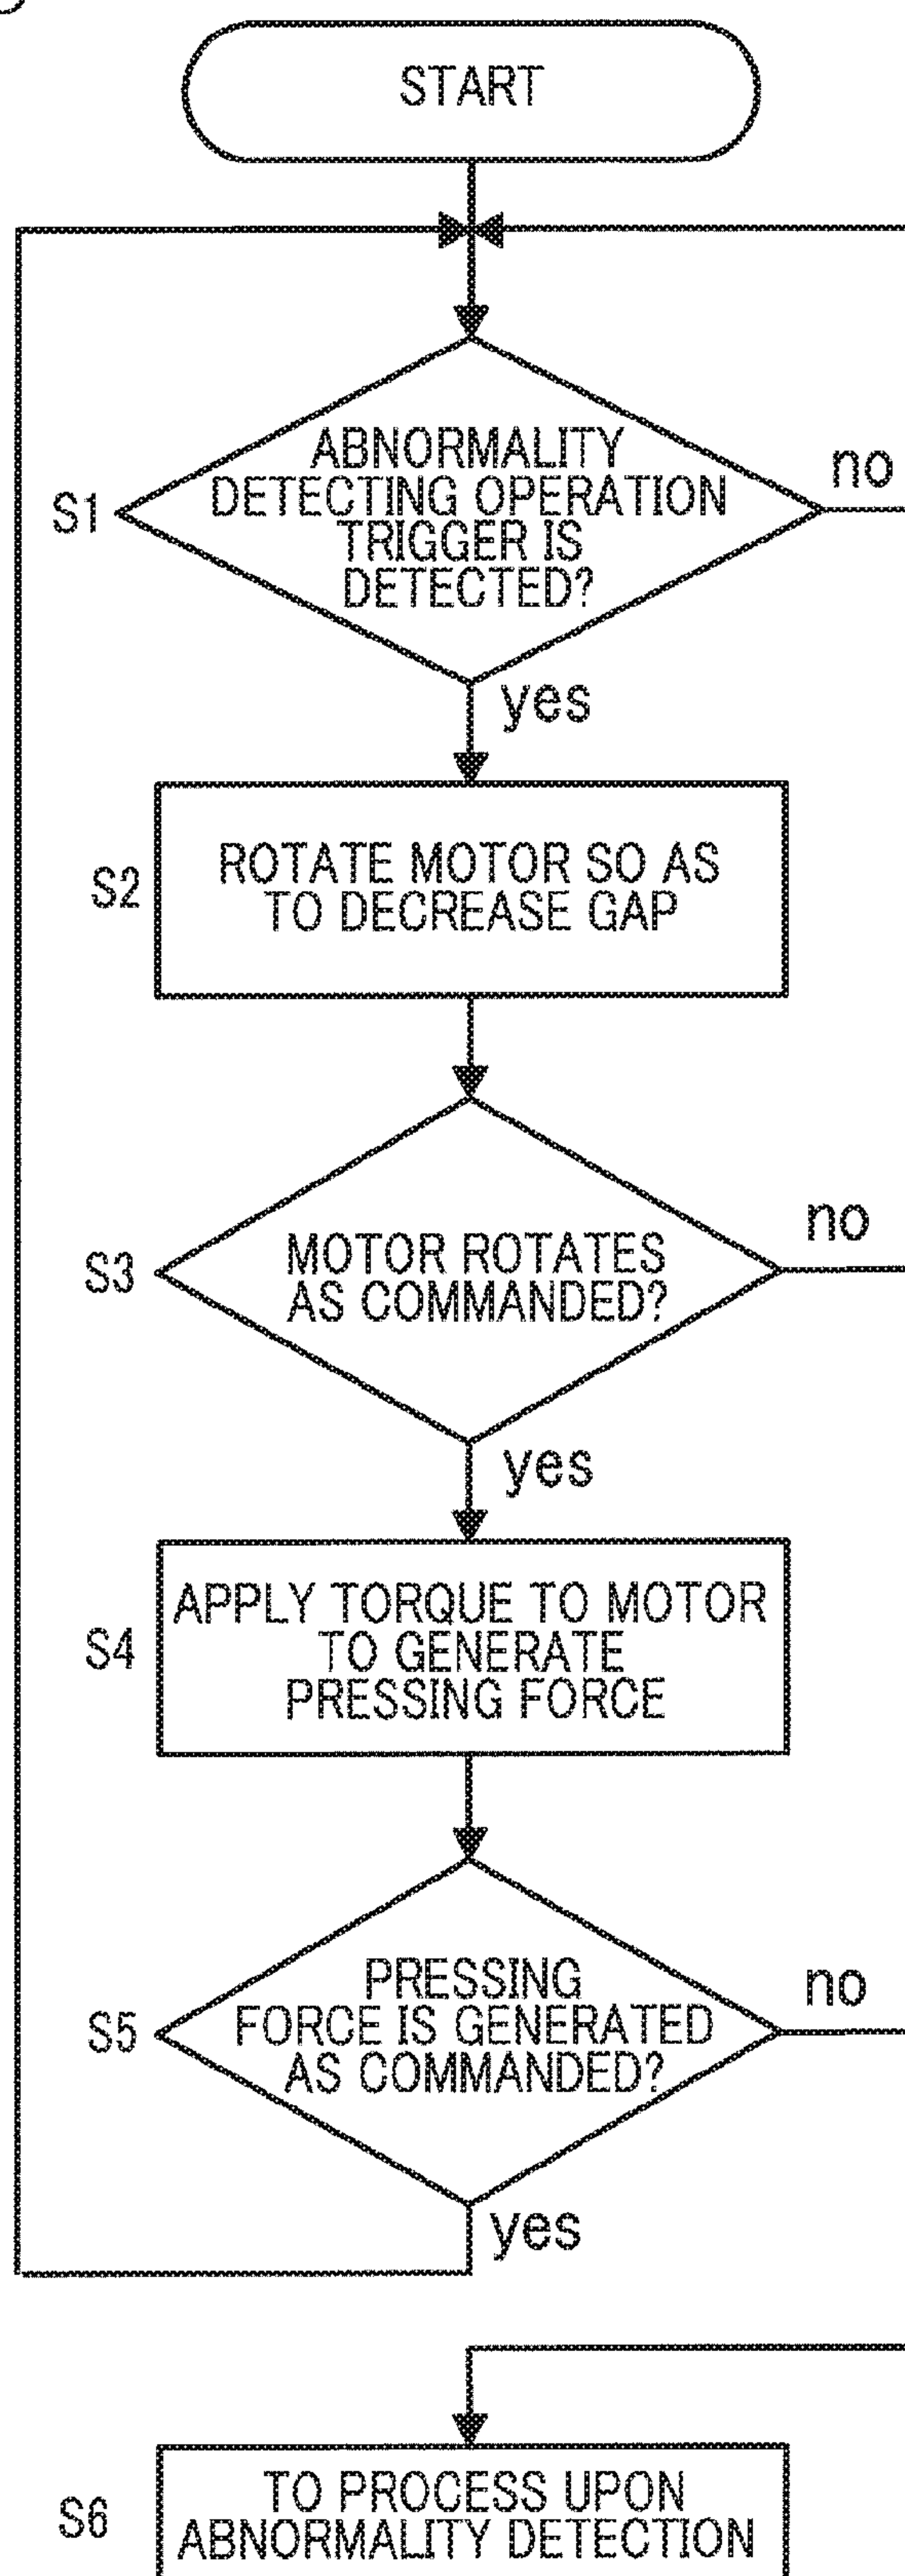 START
ABNORMALITY
DETECTING OPERATION
TRIGGER IS
DETECTED?
S1
no
yes
S2
ROTATE MOTOR SO AS
TO DECREASE GAP
S3
MOTOR ROTATES
AS COMMANDED?
no
yes
S4
APPLY TORQUE TO MOTOR
TO GENERATE
PRESSING FORCE
S5
PRESSING
FORCE IS GENERATED
AS COMMANDED?
no
yes
S6
TO PROCESS UPON
ABNORMALITY DETECTION